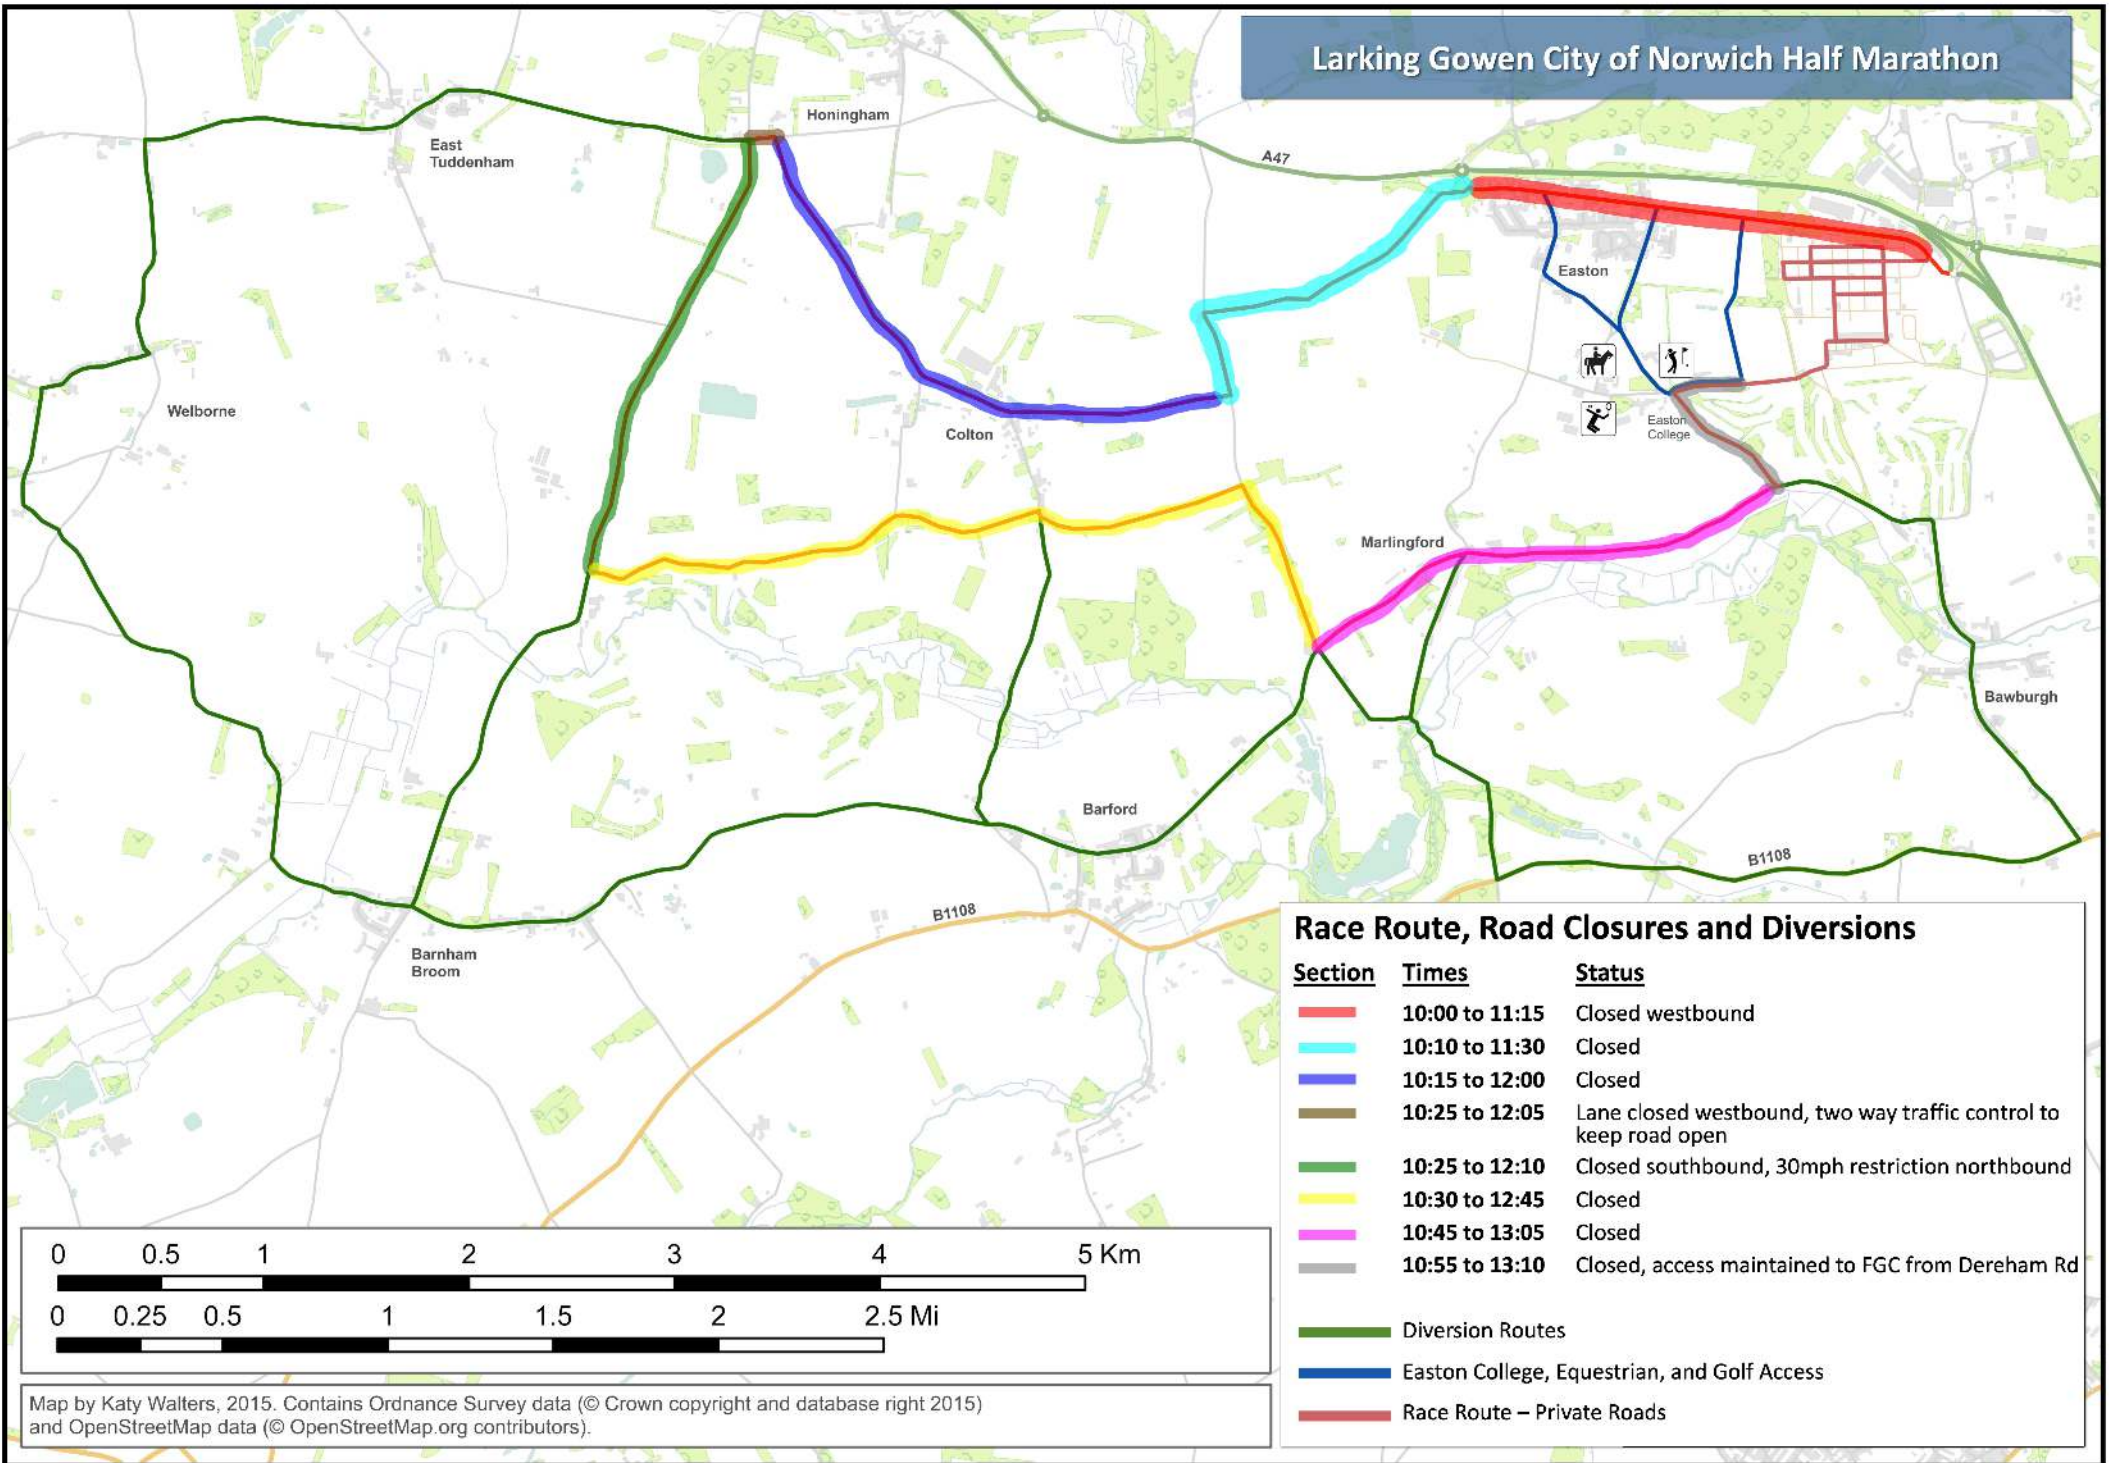 Larking Gowen City of Norwich Half Marathon
Honingham
East
Tuddenham
A47
Easton
Welborne
Colton
Easton
College
Marlingford
Bawburgh
Barford
B1108
B1108
Barnham
Broom
Race Route, Road Closures and Diversions
Section Times Status
10:00 to 11:15 Closed westbound
10:10 to 11:30 Closed
10:15 to 12:00 Closed
10:25 to 12:05 Lane closed westbound, two way traffic control to
keep road open
10:25 to 12:10 Closed southbound, 30mph restriction northbound
10:30 to 12:45 Closed
10:45 to 13:05 Closed
10:55 to 13:10 Closed, access maintained to FGC from Dereham Rd
Diversion Routes
Easton College, Equestrian, and Golf Access
Race Route – Private Roads
0 0.5 1 2 3 4 5 Km
0 0.25 0.5 1 1.5 2 2.5 Mi
Map by Katy Walters, 2015. Contains Ordnance Survey data (© Crown copyright and database right 2015)
and OpenStreetMap data (© OpenStreetMap.org contributors).